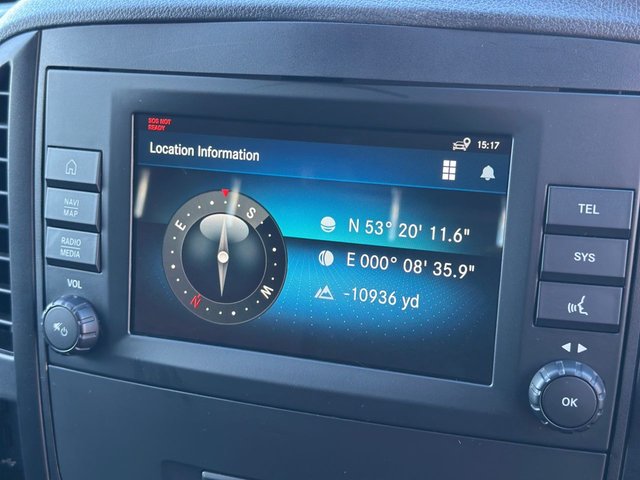 SOS NOT
READY
15:17
Location Information
N 53° 20' 11.6"
E 000° 08' 35.9"
-10936 yd
S
E
W
N
NAVI
MAP
RADIO
MEDIA
VOL
TEL
SYS
OK